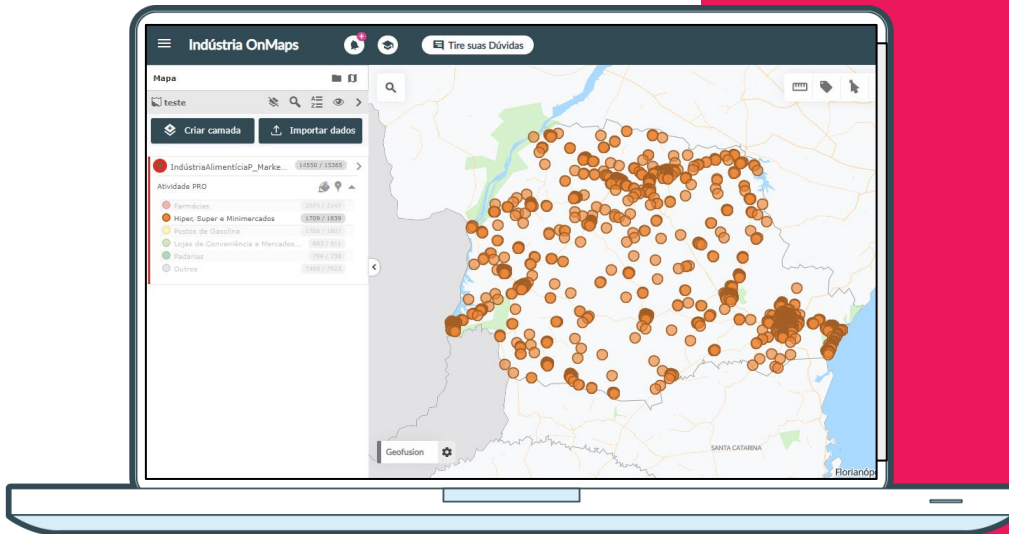 Indústria OnMaps
Tire suas Dúvidas
Mapa
teste
Criar camada
Importar dados
IndústriaAlimentíciaP_Marke... 14550 / 15365
Atividade PRO
Farmácias
Hiper, Super e Minimercados 1709 / 1839
Postos de Gasolina
Lojas de Conveniência e Mercados...
Padarias
Outros
Geofusion
SANTA CATARINA
Florianóp